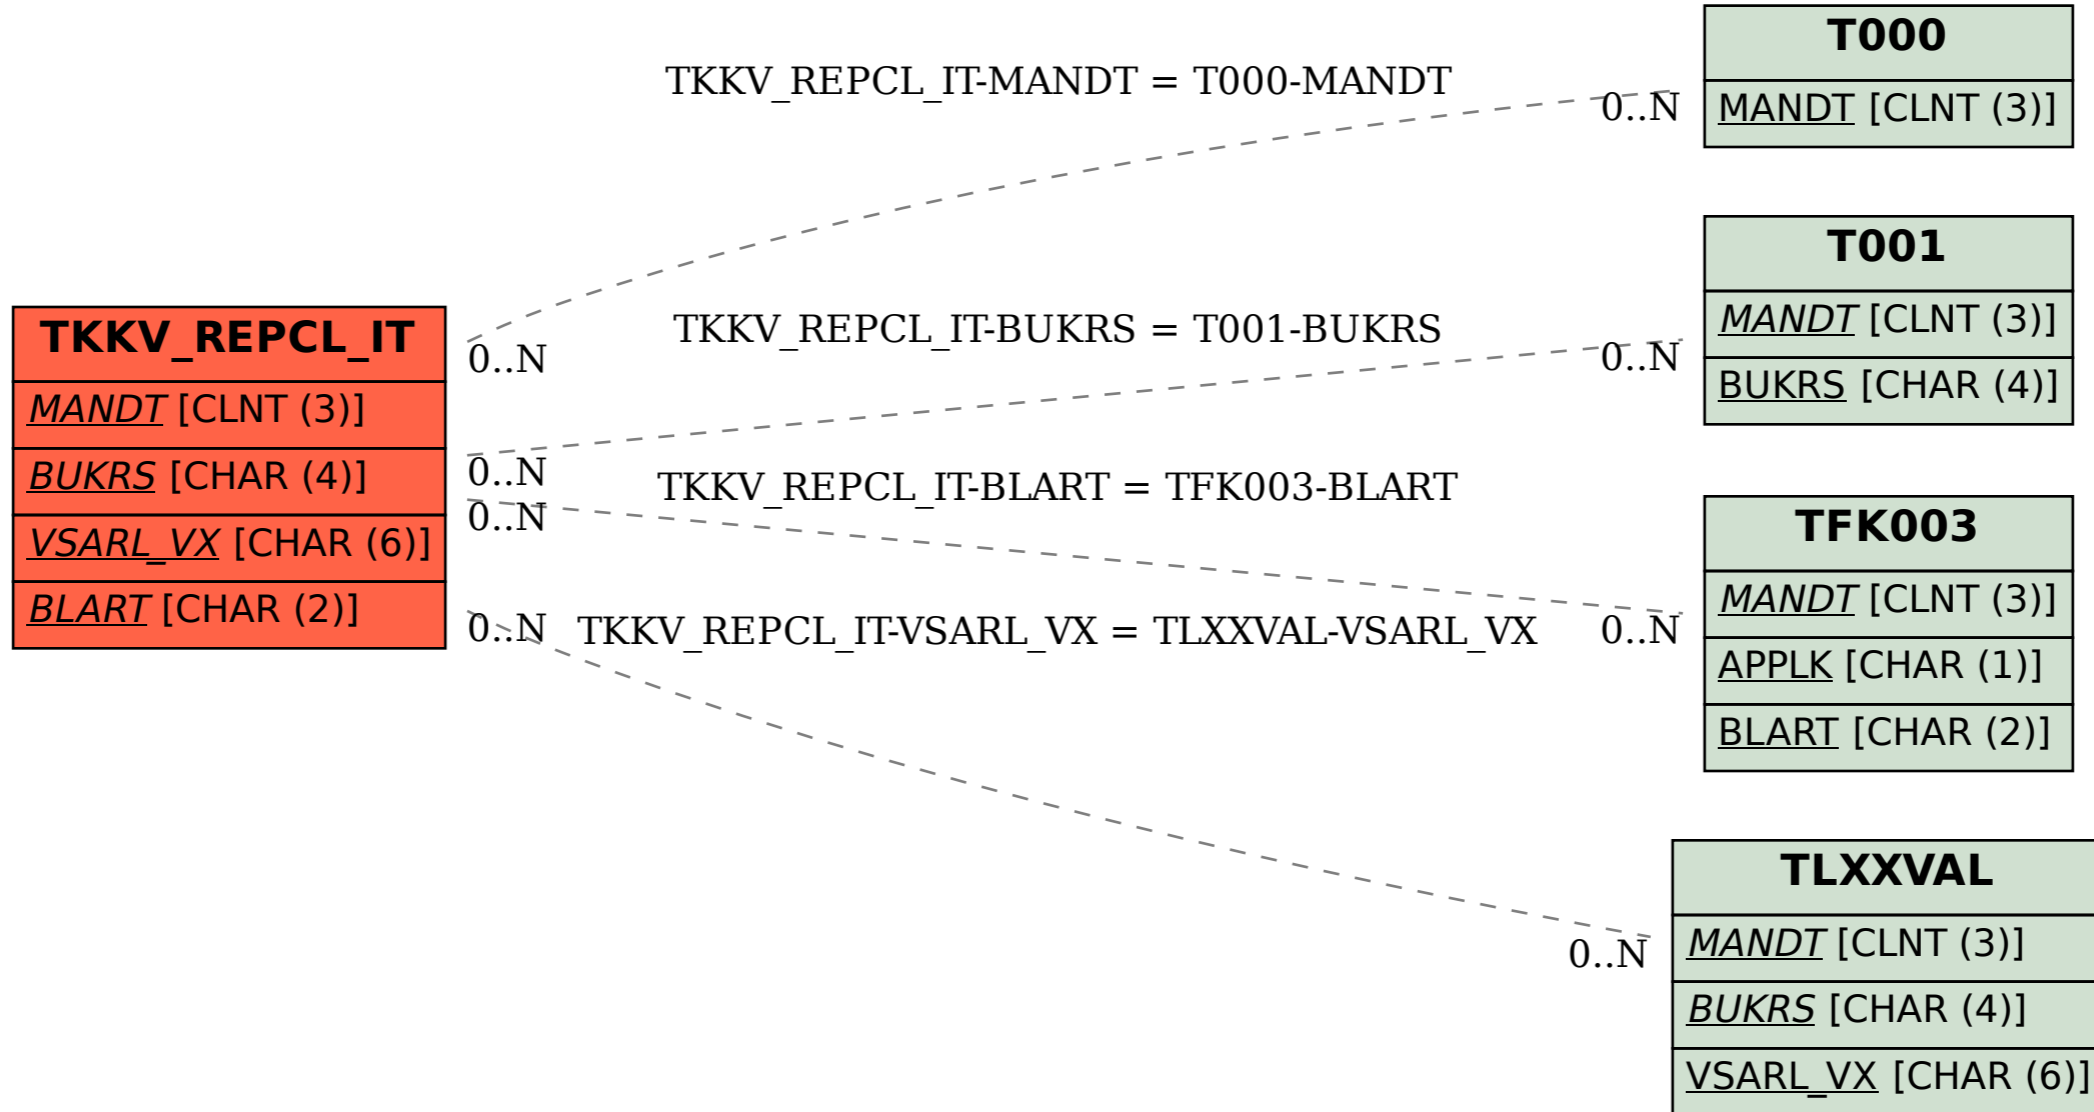 TKKV_REPCL_IT
MANDT [CLNT (3)]
BUKRS [CHAR (4)]
VSARL_VX [CHAR (6)]
BLART [CHAR (2)]
TKKV_REPCL_IT-MANDT = T000-MANDT
0..N
0..N
TKKV_REPCL_IT-BUKRS = T001-BUKRS
0..N
0..N
TKKV_REPCL_IT-BLART = TFK003-BLART
0..N
0..N
TKKV_REPCL_IT-VSARL_VX = TLXXVAL-VSARL_VX
0..N
0..N
T000
MANDT [CLNT (3)]
T001
MANDT [CLNT (3)]
BUKRS [CHAR (4)]
TFK003
MANDT [CLNT (3)]
APPLK [CHAR (1)]
BLART [CHAR (2)]
TLXXVAL
MANDT [CLNT (3)]
BUKRS [CHAR (4)]
VSARL_VX [CHAR (6)]